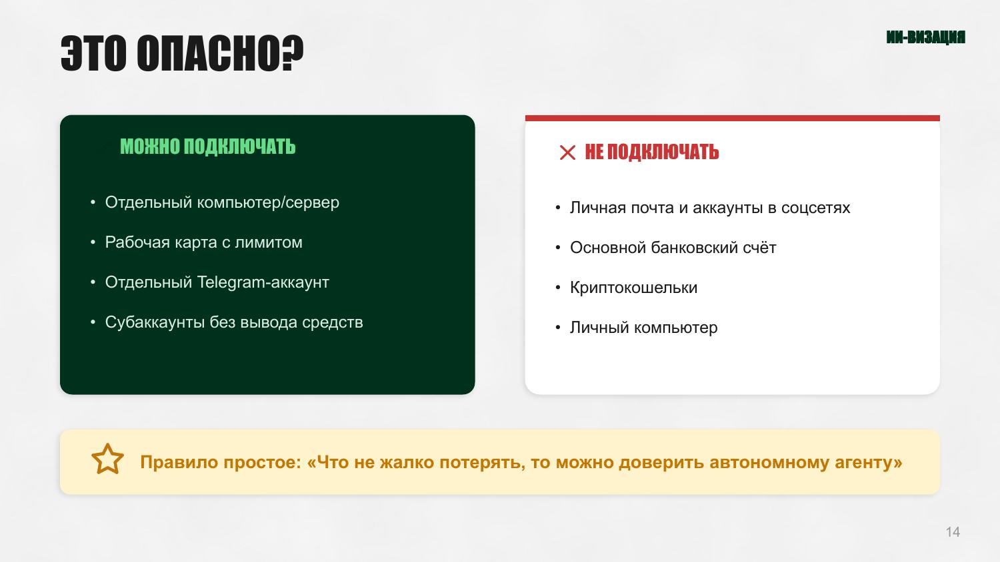 ЭТО ОПАСНО?
ИИ-ВИЗАЦИЯ
МОЖНО ПОДКЛЮЧАТЬ
• Отдельный компьютер/сервер
• Рабочая карта с лимитом
• Отдельный Telegram-аккаунт
• Субаккаунты без вывода средств
НЕ ПОДКЛЮЧАТЬ
• Личная почта и аккаунты в соцсетях
• Основной банковский счёт
• Криптокошельки
• Личный компьютер
Правило простое: «Что не жалко потерять, то можно доверить автономному агенту»
14